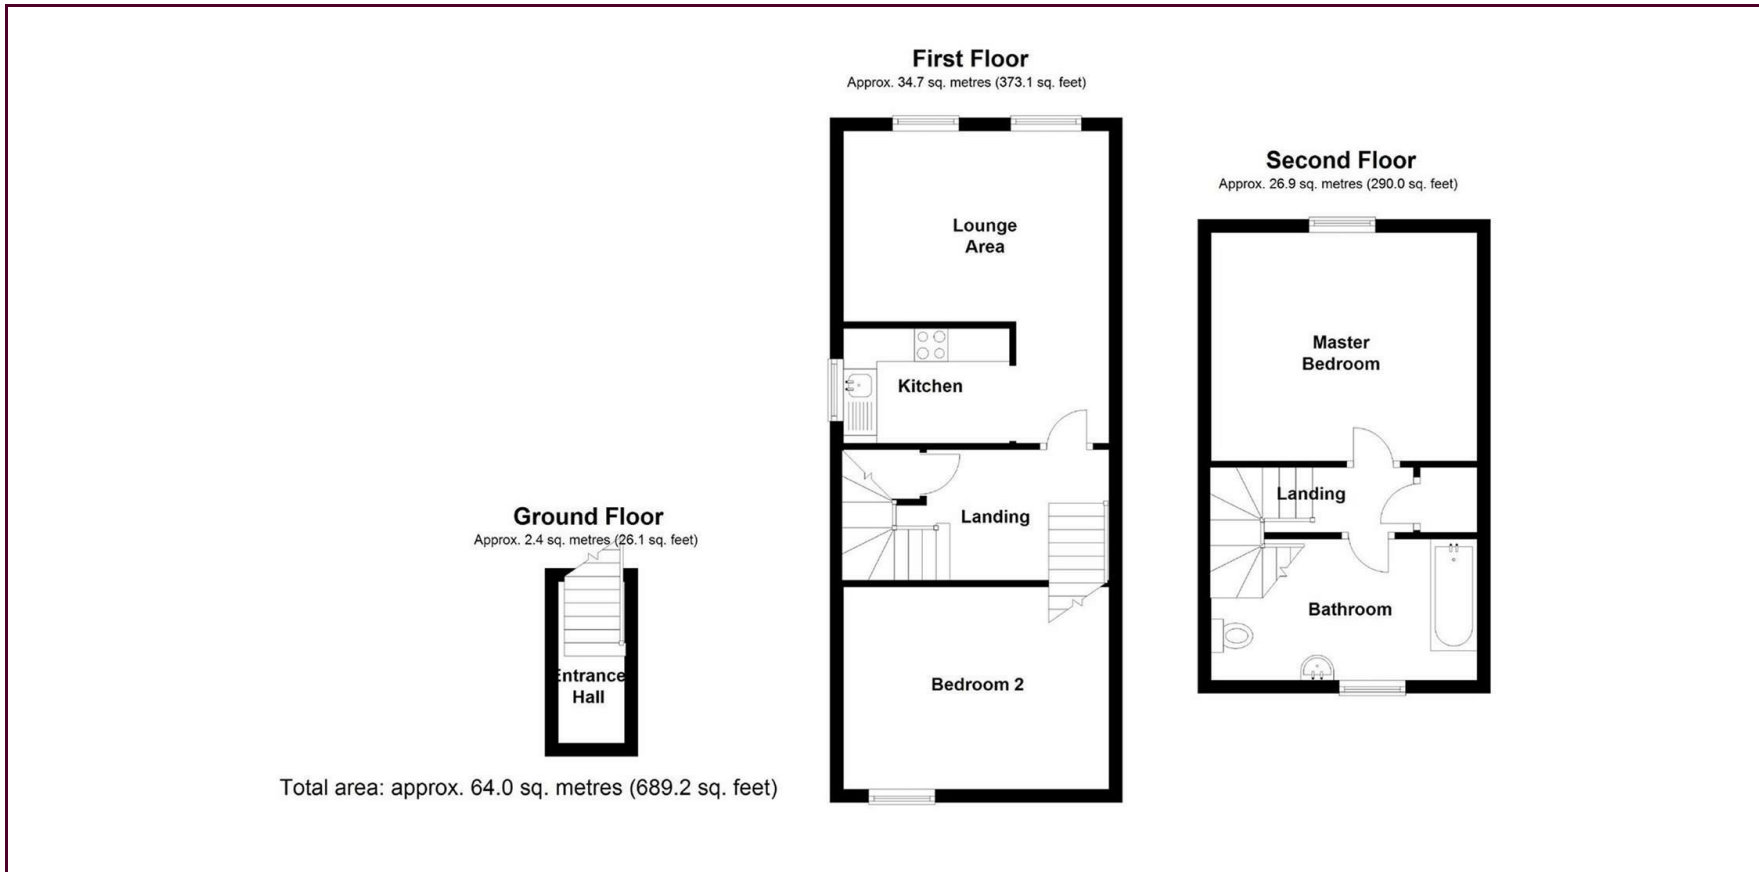 First Floor
Approx. 34.7 sq. metres (373.1 sq. feet)
Lounge
Area
Kitchen
Landing
Bedroom 2
Second Floor
Approx. 26.9 sq. metres (290.0 sq. feet)
Master
Bedroom
Landing
Bathroom
Ground Floor
Approx. 2.4 sq. metres (26.1 sq. feet)
Entrance
Hall
Total area: approx. 64.0 sq. metres (689.2 sq. feet)